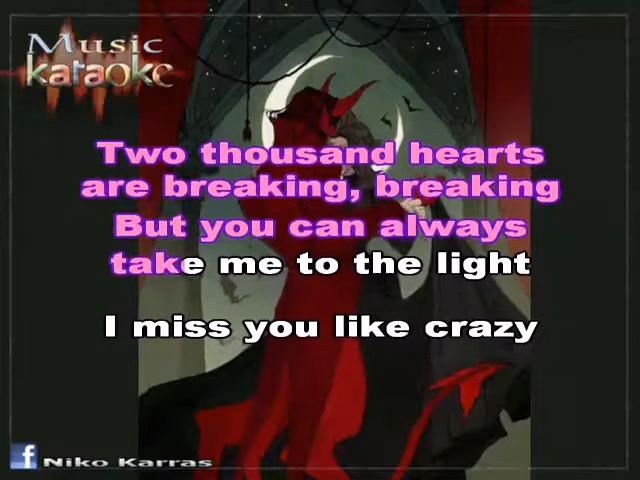 Music
karaoke
Two thousand hearts
are breaking, breaking
But you can always
take me to the light
I miss you like crazy
f Niko Karras